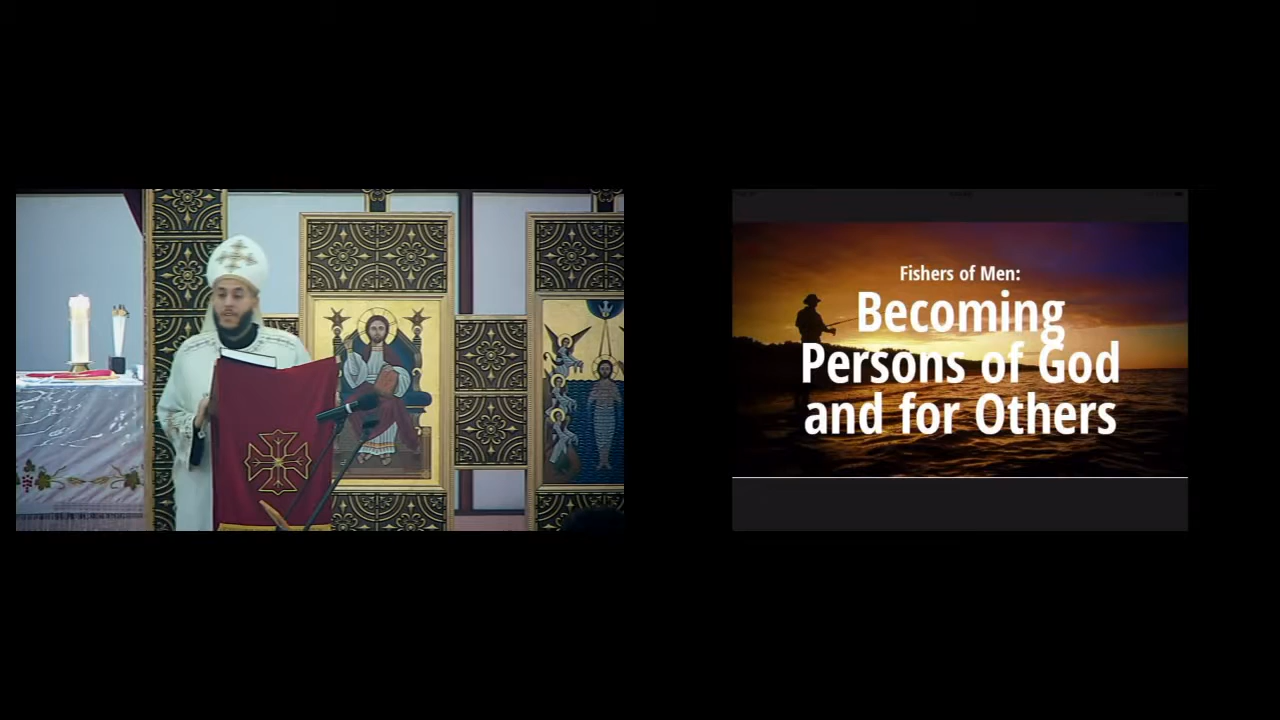 Fishers of Men:
Becoming
Persons of God
and for Others